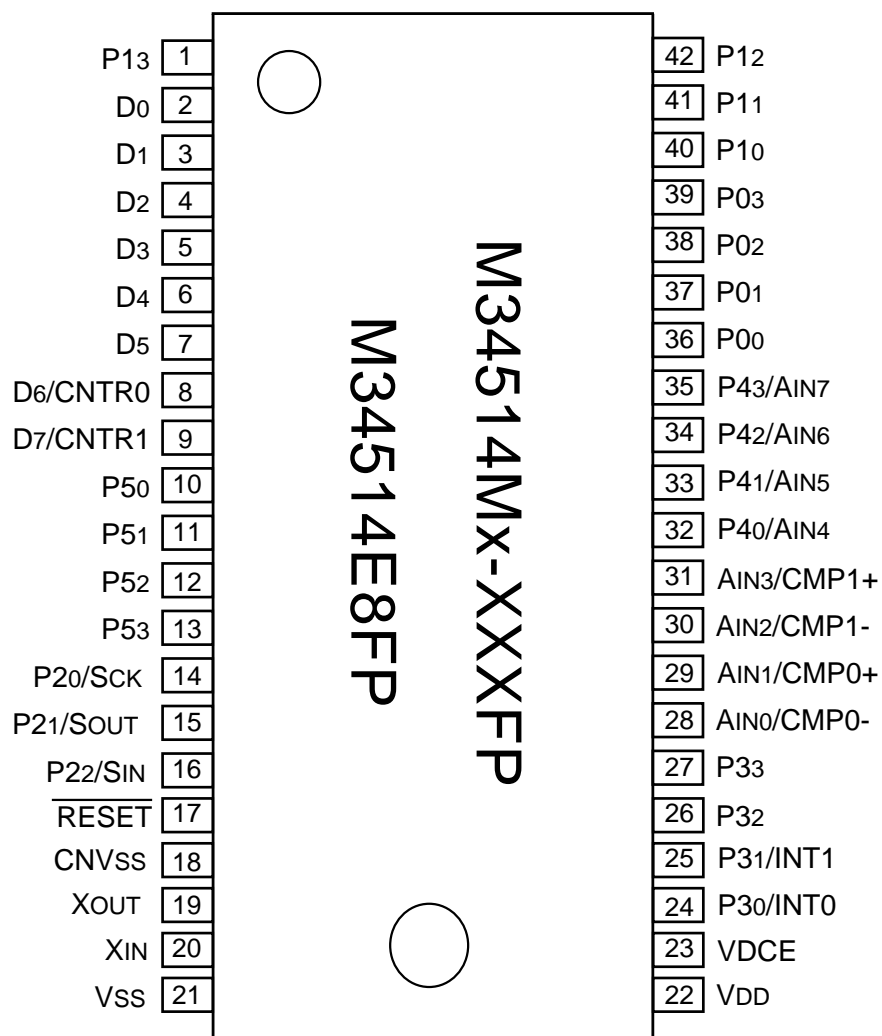 P13 1
D0 2
D1 3
D2 4
D3 5
D4 6
D5 7
D6/CNTR0 8
D7/CNTR1 9
P50 10
P51 11
P52 12
P53 13
P20/SCK 14
P21/SOUT 15
P22/SIN 16
RESET 17
CNVSS 18
XOUT 19
XIN 20
VSS 21
M34514Mx-XXXFP
M34514E8FP
42 P12
41 P11
40 P10
39 P03
38 P02
37 P01
36 P00
35 P43/AIN7
34 P42/AIN6
33 P41/AIN5
32 P40/AIN4
31 AIN3/CMP1+
30 AIN2/CMP1-
29 AIN1/CMP0+
28 AIN0/CMP0-
27 P33
26 P32
25 P31/INT1
24 P30/INT0
23 VDCE
22 VDD